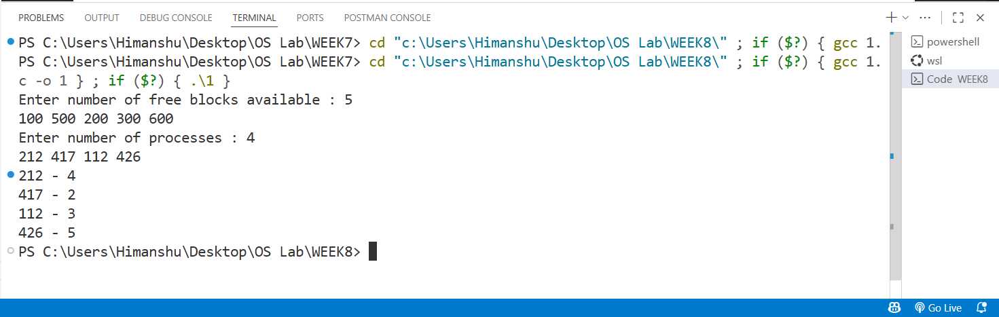 PROBLEMS OUTPUT DEBUG CONSOLE TERMINAL PORTS POSTMAN CONSOLE
PS C:\Users\Himanshu\Desktop\OS Lab\WEEK7> cd "c:\Users\Himanshu\Desktop\OS Lab\WEEK8\" ; if ($?) { gcc 1.
PS C:\Users\Himanshu\Desktop\OS Lab\WEEK7> cd "c:\Users\Himanshu\Desktop\OS Lab\WEEK8\" ; if ($?) { gcc 1.
c -o 1 } ; if ($?) { .\1 }
Enter number of free blocks available : 5
100 500 200 300 600
Enter number of processes : 4
212 417 112 426
212 - 4
417 - 2
112 - 3
426 - 5
PS C:\Users\Himanshu\Desktop\OS Lab\WEEK8>
powershell
wsl
Code WEEK8
Go Live